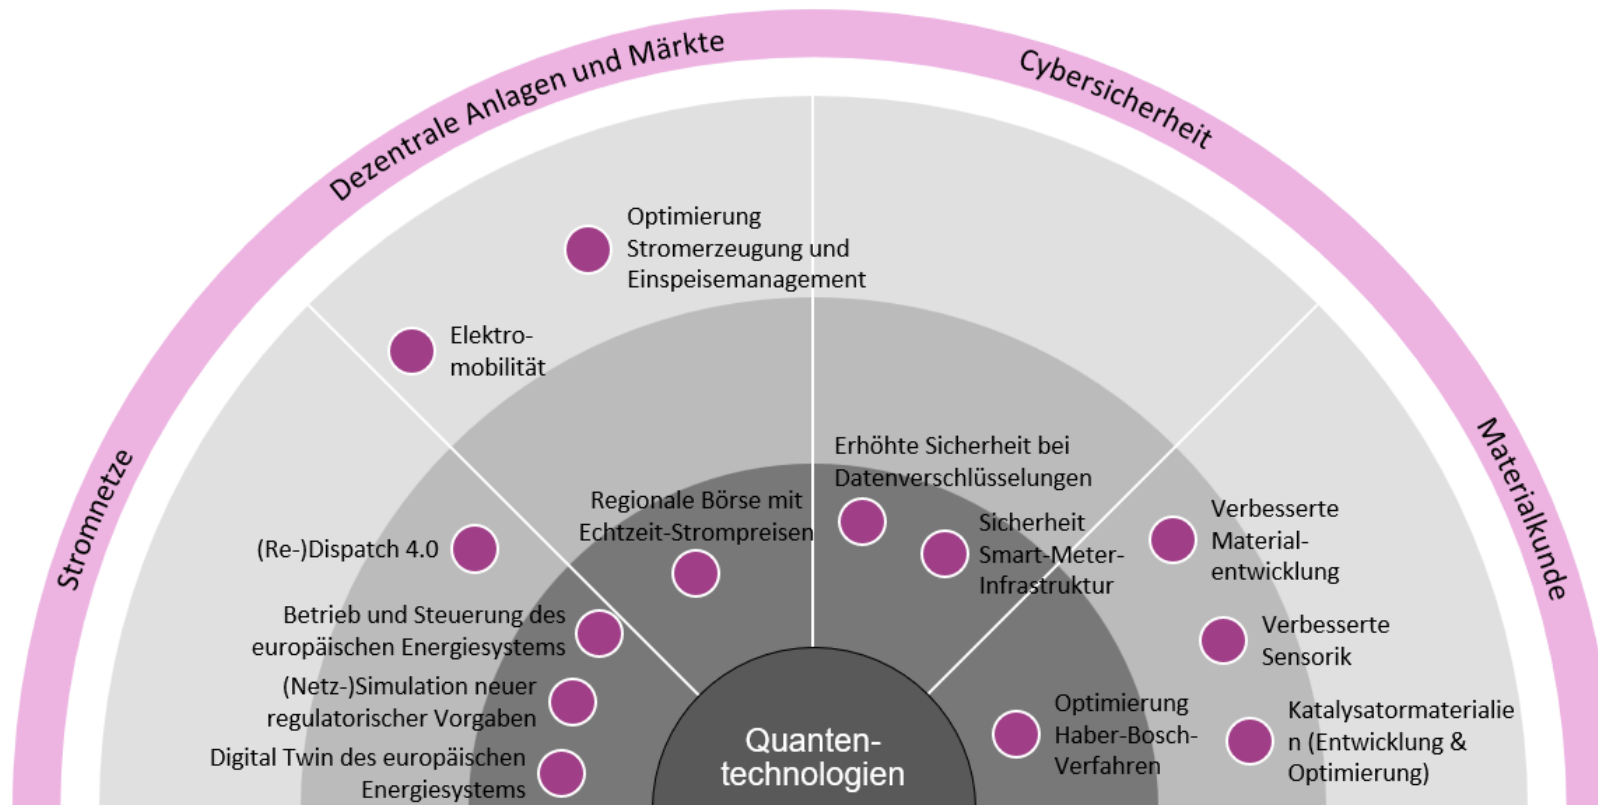 Dezentrale Anlagen und Märkte
Cybersicherheit
Stromnetze
Materialkunde
Optimierung
Stromerzeugung und
Einspeisemanagement
Elektro-
mobilität
Erhöhte Sicherheit bei
Datenverschlüsselungen
Regionale Börse mit
Echtzeit-Strompreisen
Sicherheit
Smart-Meter-
Infrastruktur
Verbesserte
Material-
entwicklung
(Re-)Dispatch 4.0
Betrieb und Steuerung des
europäischen Energiesystems
Verbesserte
Sensorik
(Netz-)Simulation neuer
regulatorischer Vorgaben
Digital Twin des europäischen
Energiesystems
Optimierung
Haber-Bosch-
Verfahren
Katalysatormaterialie
n (Entwicklung &
Optimierung)
Quanten-
technologien